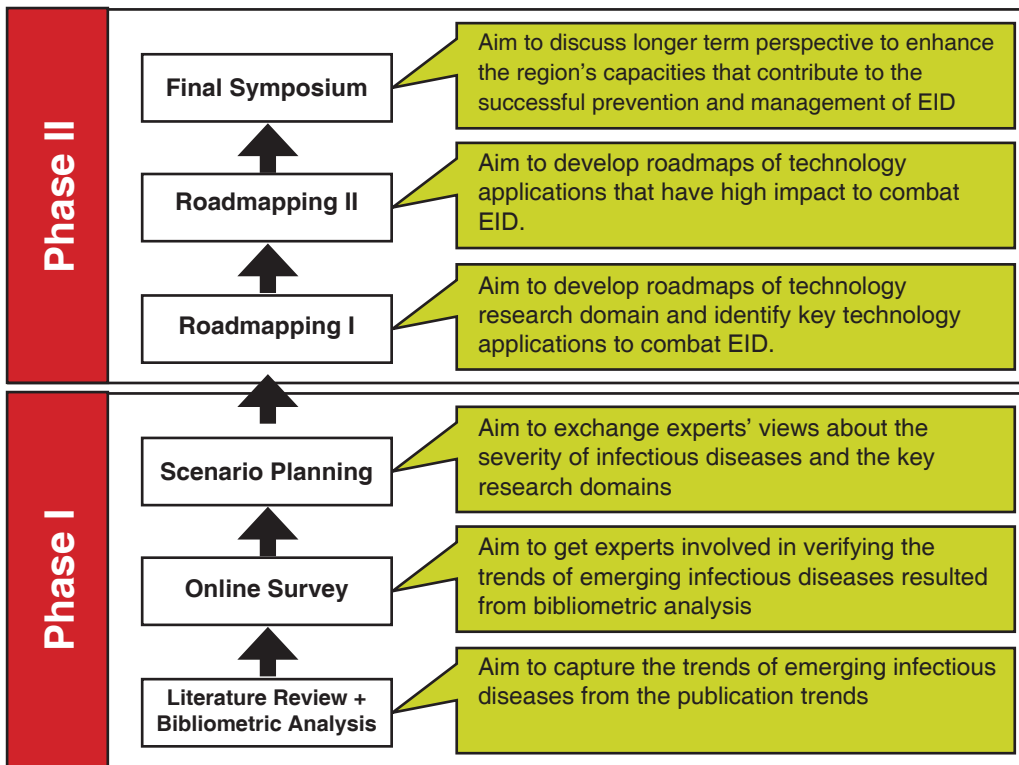 Phase II
Final Symposium
Aim to discuss longer term perspective to enhance
the region's capacities that contribute to the
successful prevention and management of EID
Roadmapping II
Aim to develop roadmaps of technology
applications that have high impact to combat
EID.
Roadmapping I
Aim to develop roadmaps of technology
research domain and identify key technology
applications to combat EID.
Phase I
Scenario Planning
Aim to exchange experts' views about the
severity of infectious diseases and the key
research domains
Online Survey
Aim to get experts involved in verifying the
trends of emerging infectious diseases resulted
from bibliometric analysis
Literature Review +
Bibliometric Analysis
Aim to capture the trends of emerging infectious
diseases from the publication trends